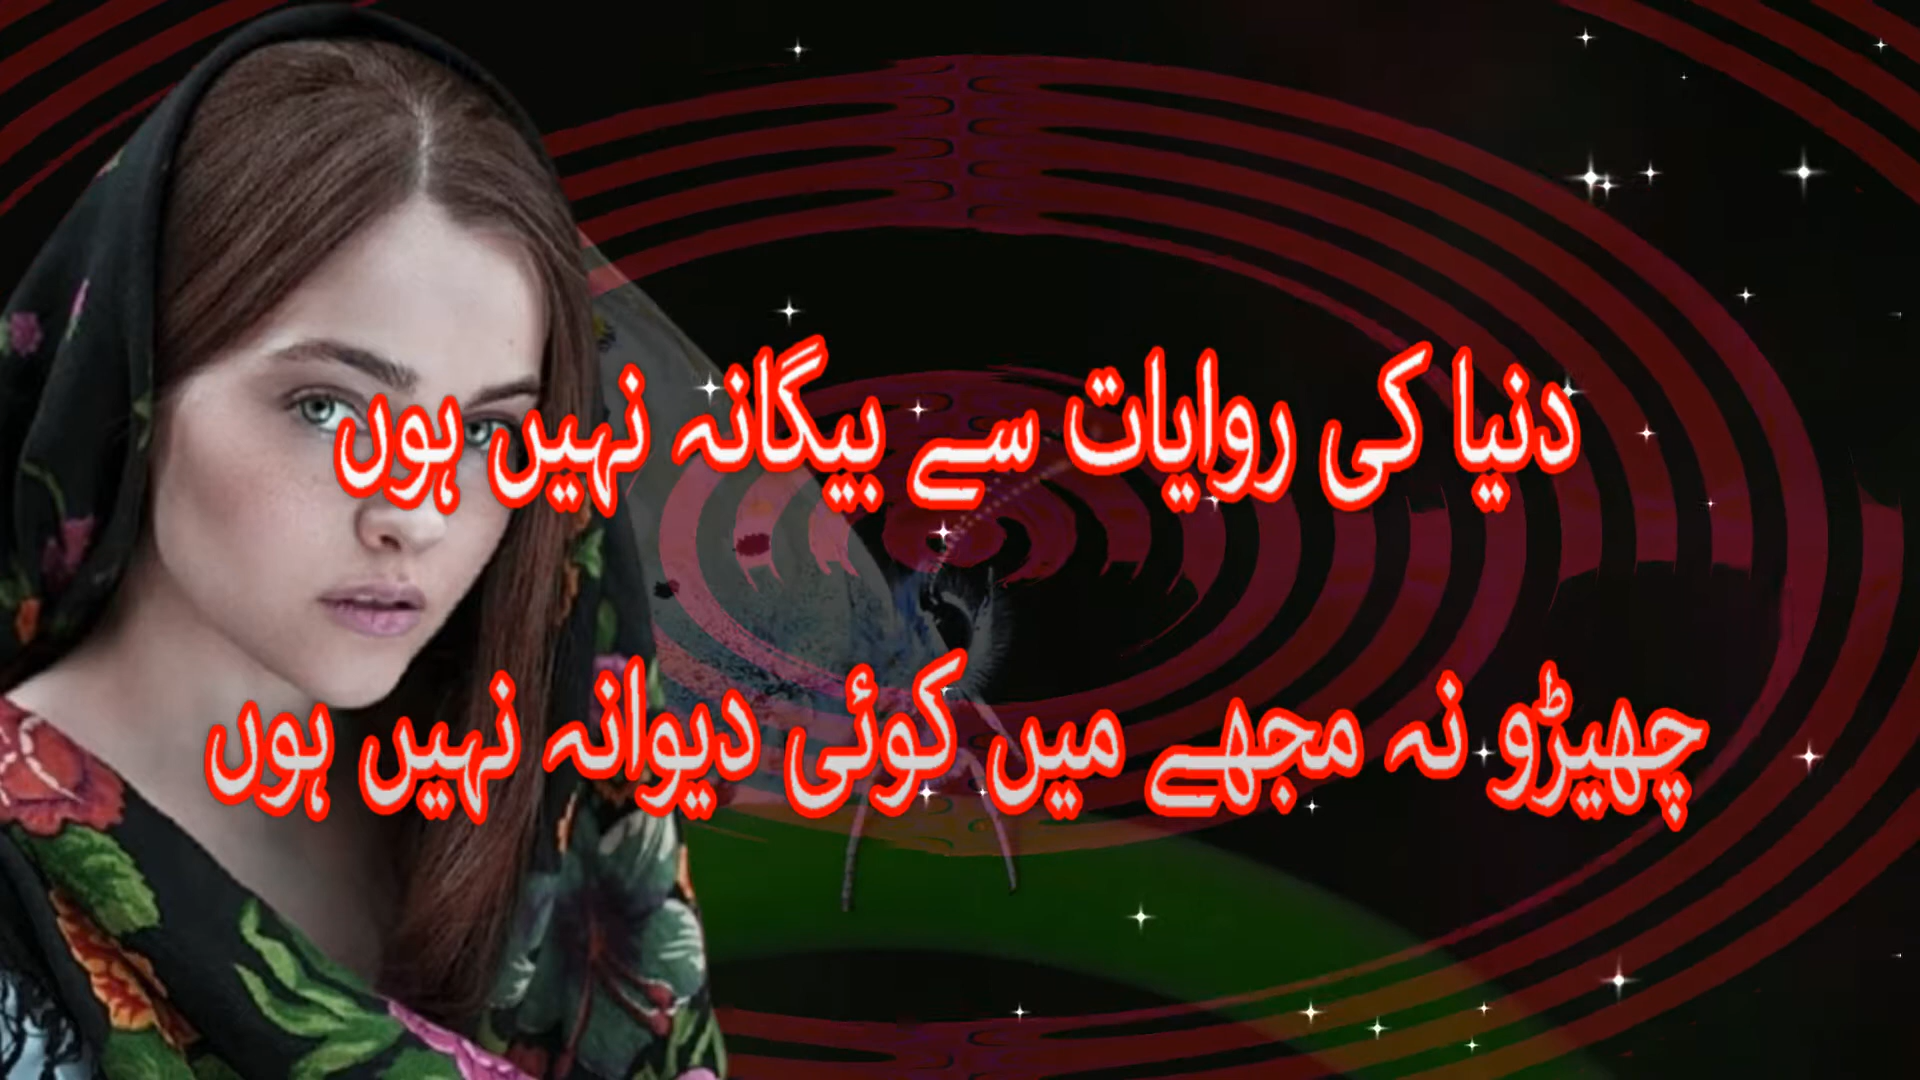 دنیا کی روایات سے بیگانہ نہیں ہوں
چھیڑو نہ مجھے میں کوئی دیوانہ نہیں ہوں